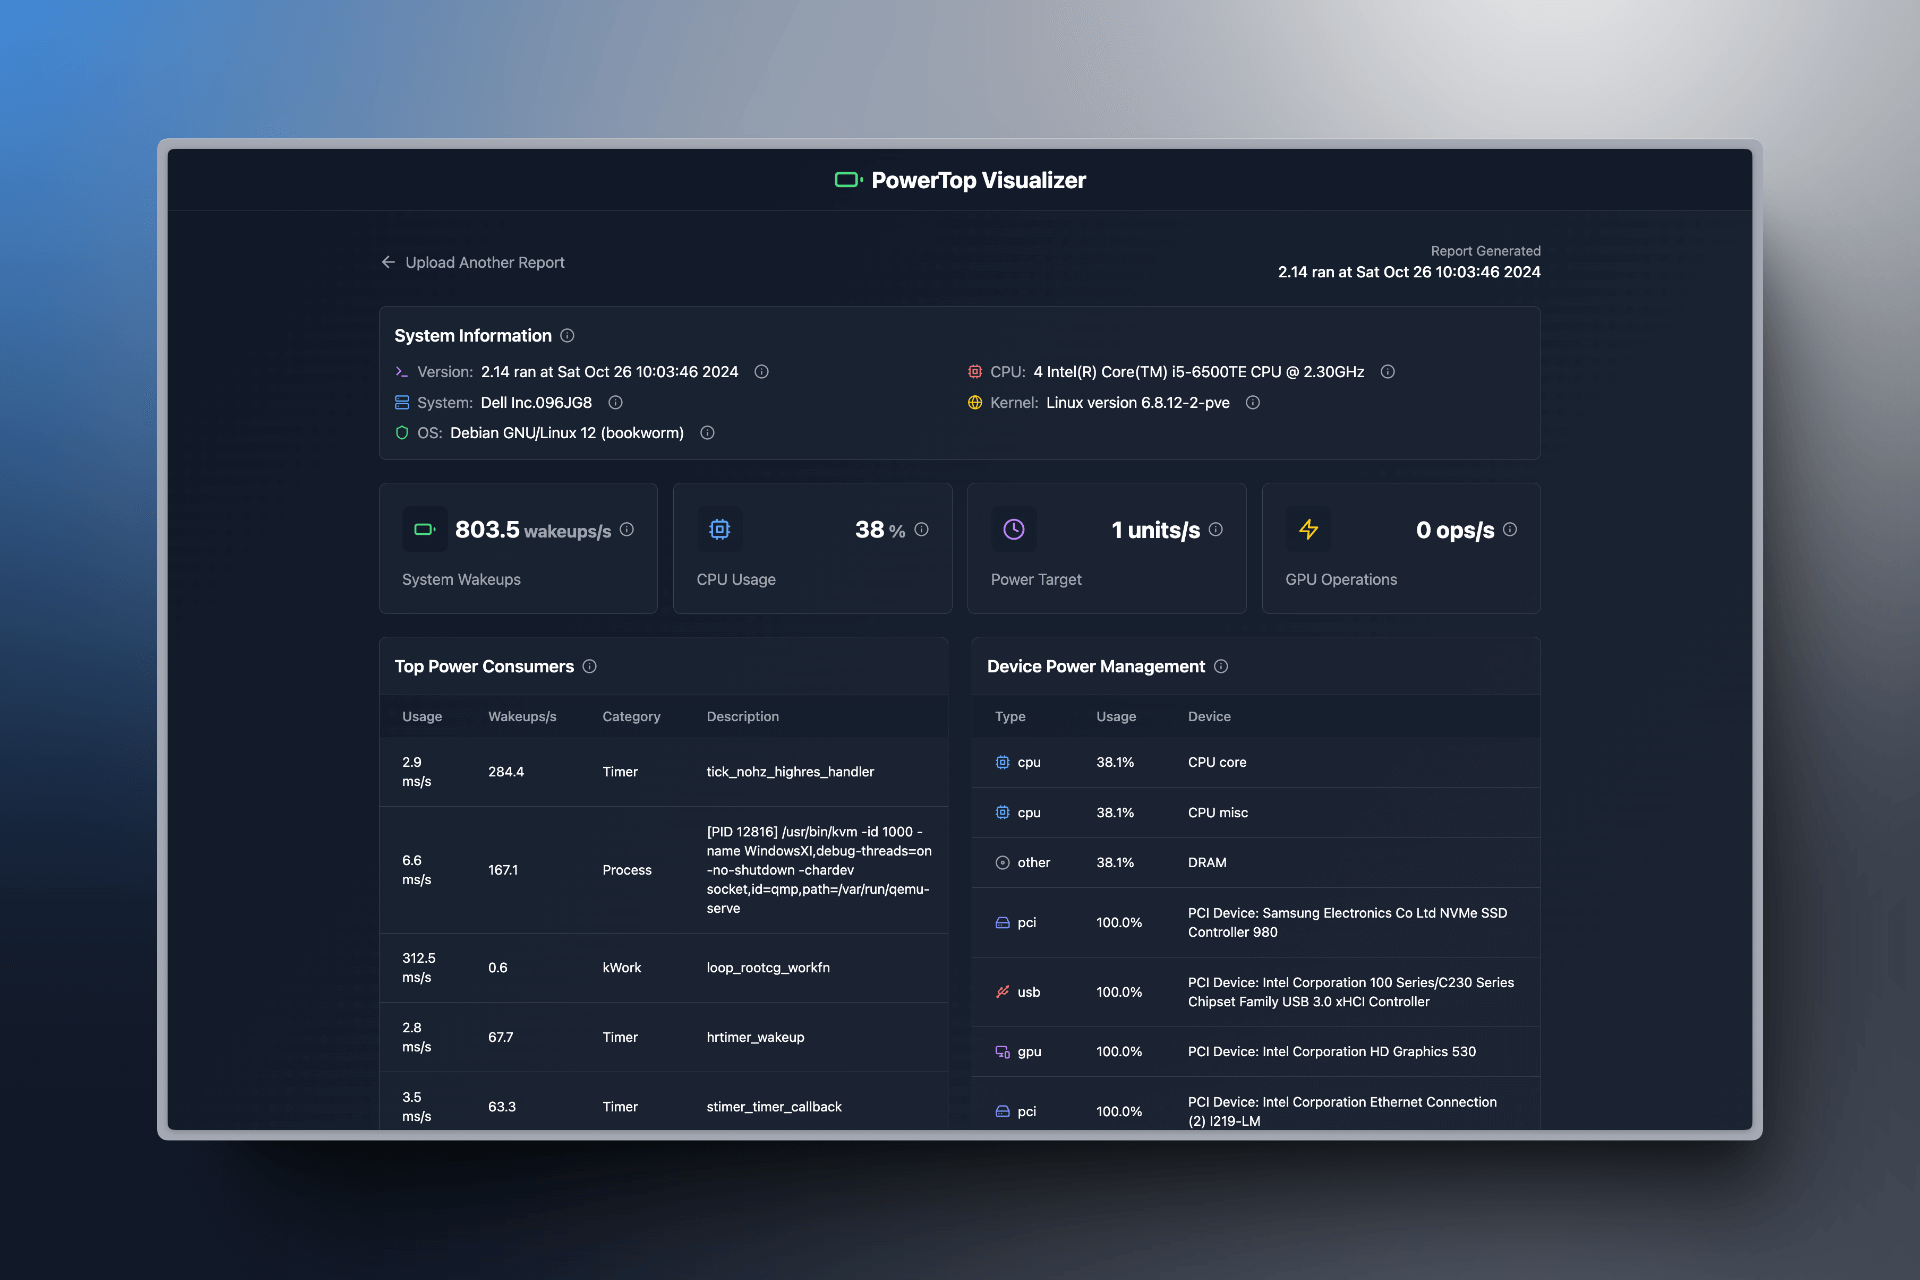 PowerTop Visualizer
Upload Another Report
Report Generated
2.14 ran at Sat Oct 26 10:03:46 2024
System Information
Version: 2.14 ran at Sat Oct 26 10:03:46 2024
CPU: 4 Intel(R) Core(TM) i5-6500TE CPU @ 2.30GHz
System: Dell Inc.096JG8
Kernel: Linux version 6.8.12-2-pve
OS: Debian GNU/Linux 12 (bookworm)
803.5 wakeups/s
System Wakeups
38 %
CPU Usage
1 units/s
Power Target
0 ops/s
GPU Operations
Top Power Consumers
Usage Wakeups/s Category Description
2.9
ms/s
284.4 Timer tick_nohz_highres_handler
6.6
ms/s
167.1 Process
[PID 12816] /usr/bin/kvm -id 1000 -
name WindowsXI,debug-threads=on
-no-shutdown -chardev
socket,id=qmp,path=/var/run/qemu-
serve
312.5
ms/s
0.6 kWork loop_rootcg_workfn
2.8
ms/s
67.7 Timer hrtimer_wakeup
3.5
ms/s
63.3 Timer stimer_timer_callback
Device Power Management
Type Usage Device
cpu 38.1% CPU core
cpu 38.1% CPU misc
other 38.1% DRAM
pci 100.0%
PCI Device: Samsung Electronics Co Ltd NVMe SSD
Controller 980
usb 100.0%
PCI Device: Intel Corporation 100 Series/C230 Series
Chipset Family USB 3.0 xHCI Controller
gpu 100.0% PCI Device: Intel Corporation HD Graphics 530
pci 100.0%
PCI Device: Intel Corporation Ethernet Connection
(2) I219-LM